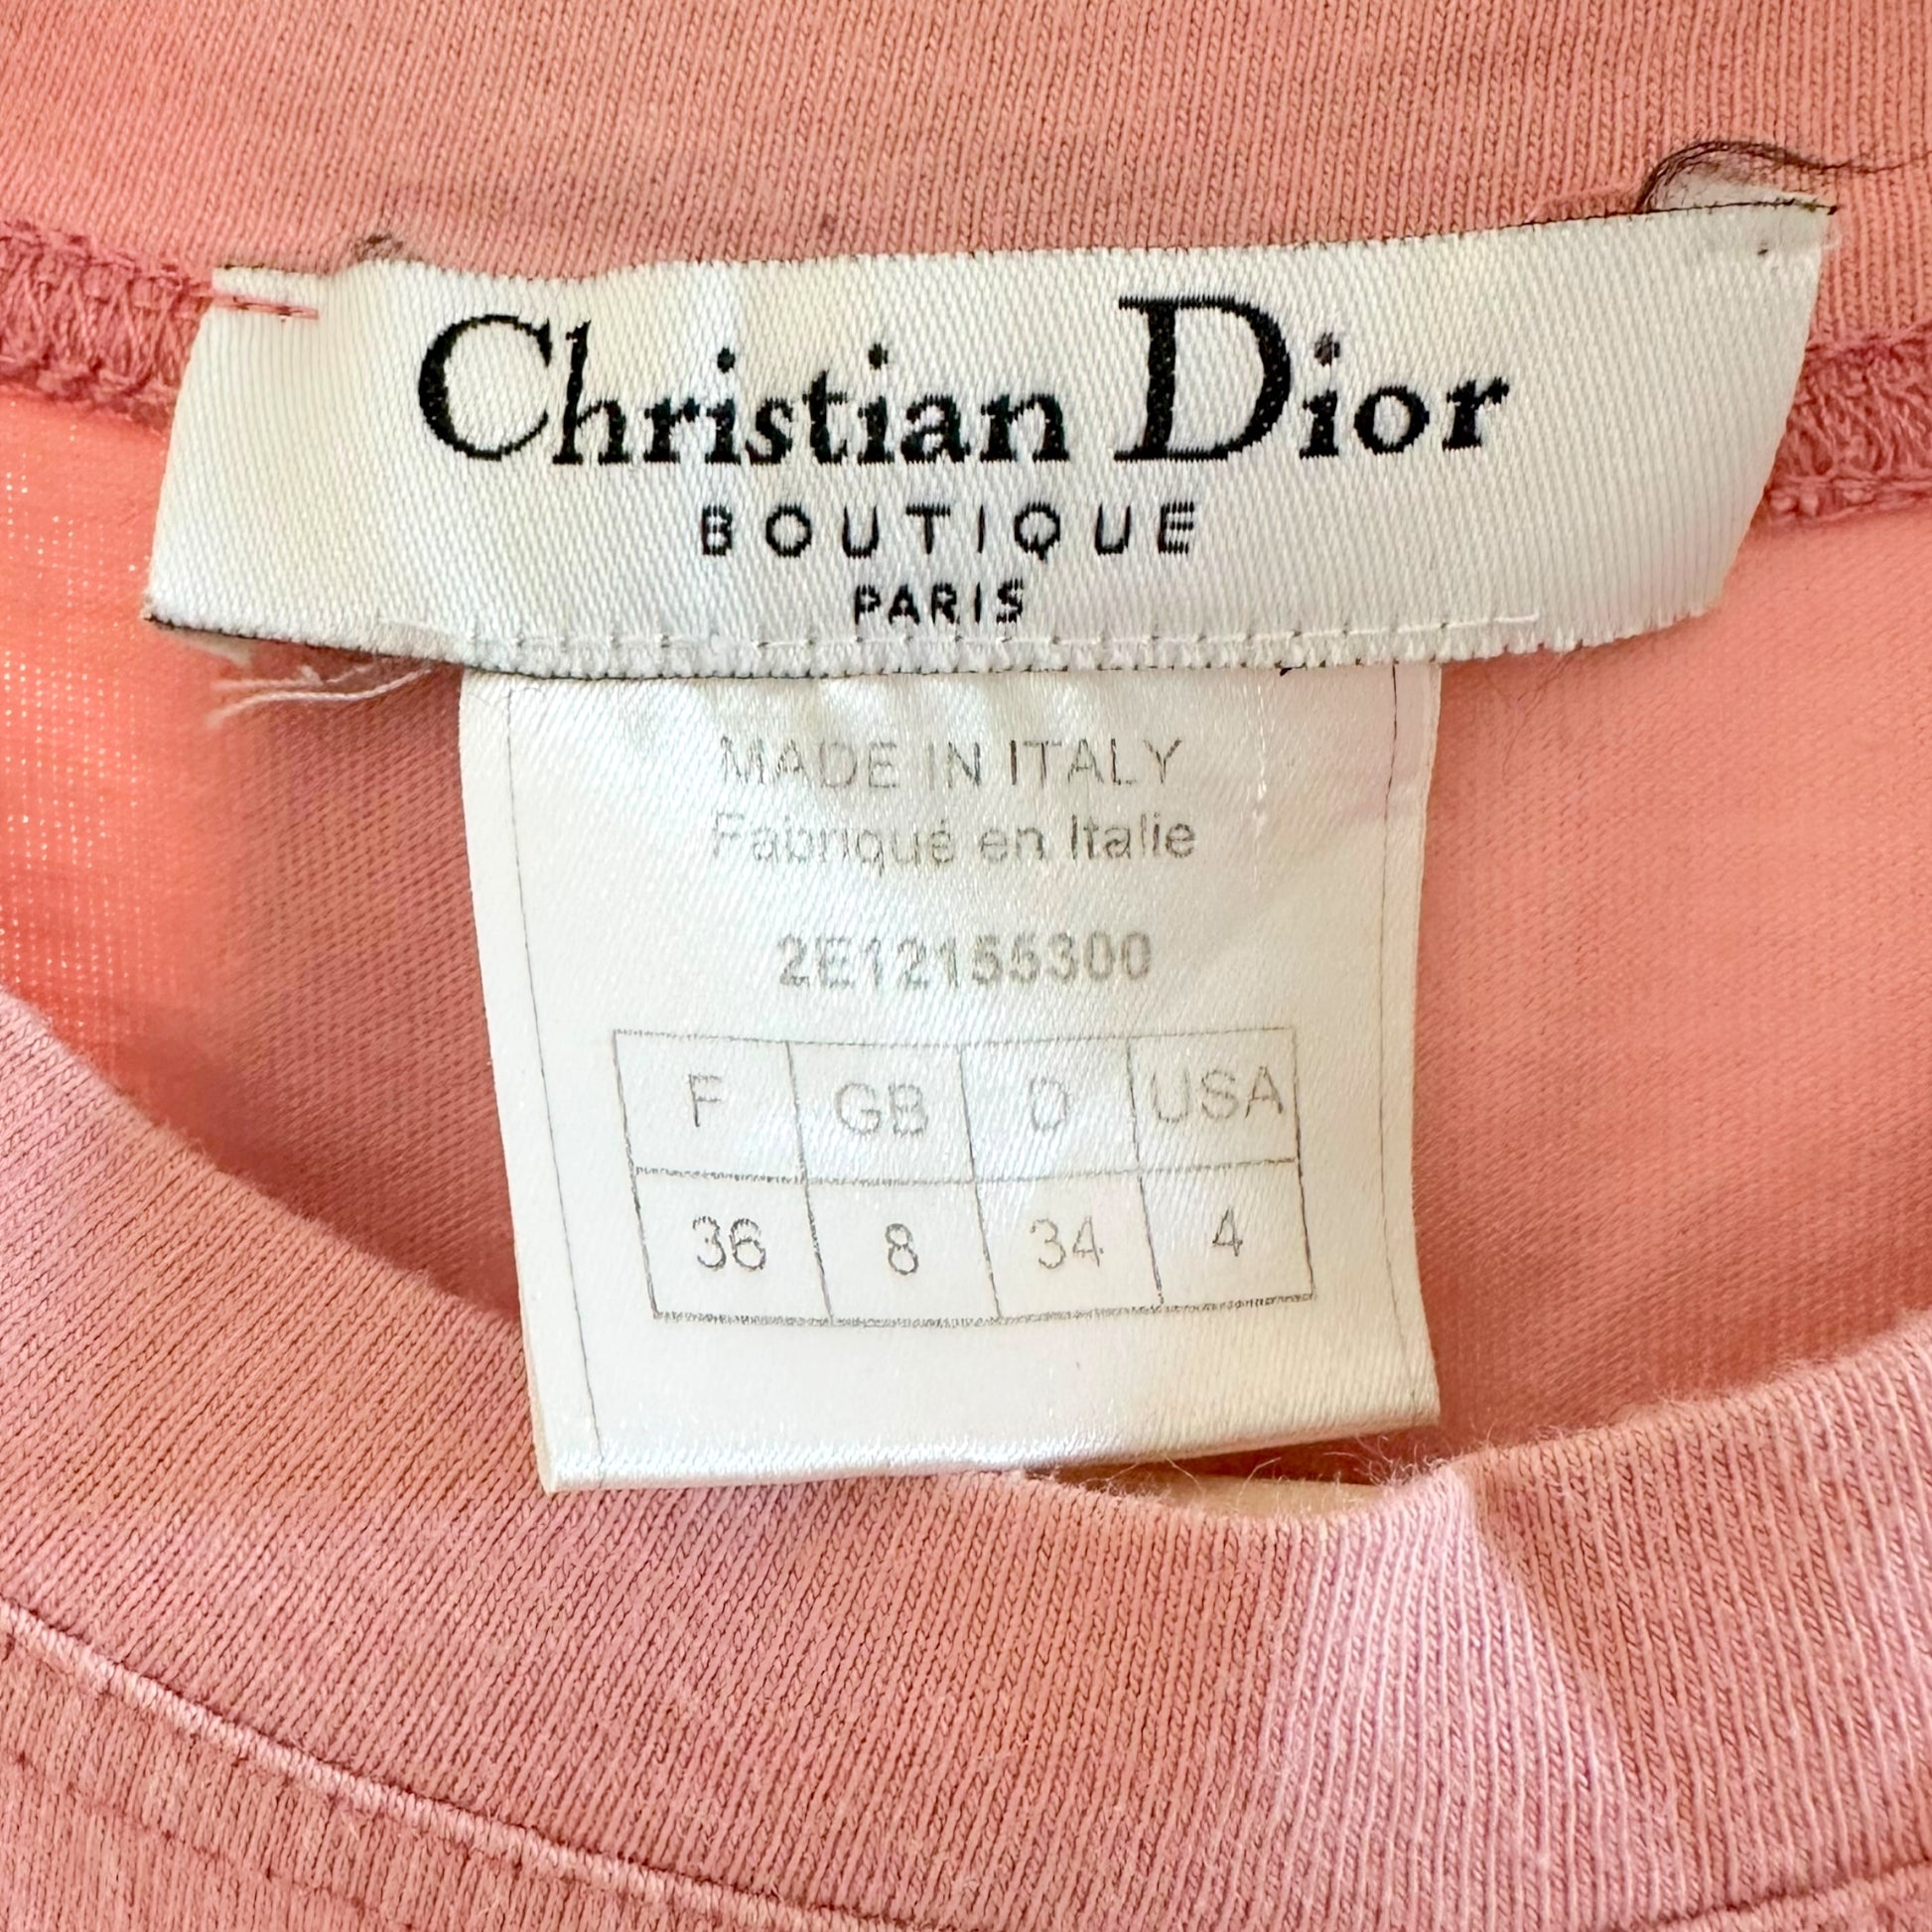 Christian Dior
BOUTIQUE
PARIS
MADE IN ITALY
Fabriqué en Italie
2E12155300
F GB D USA
36 8 34 4